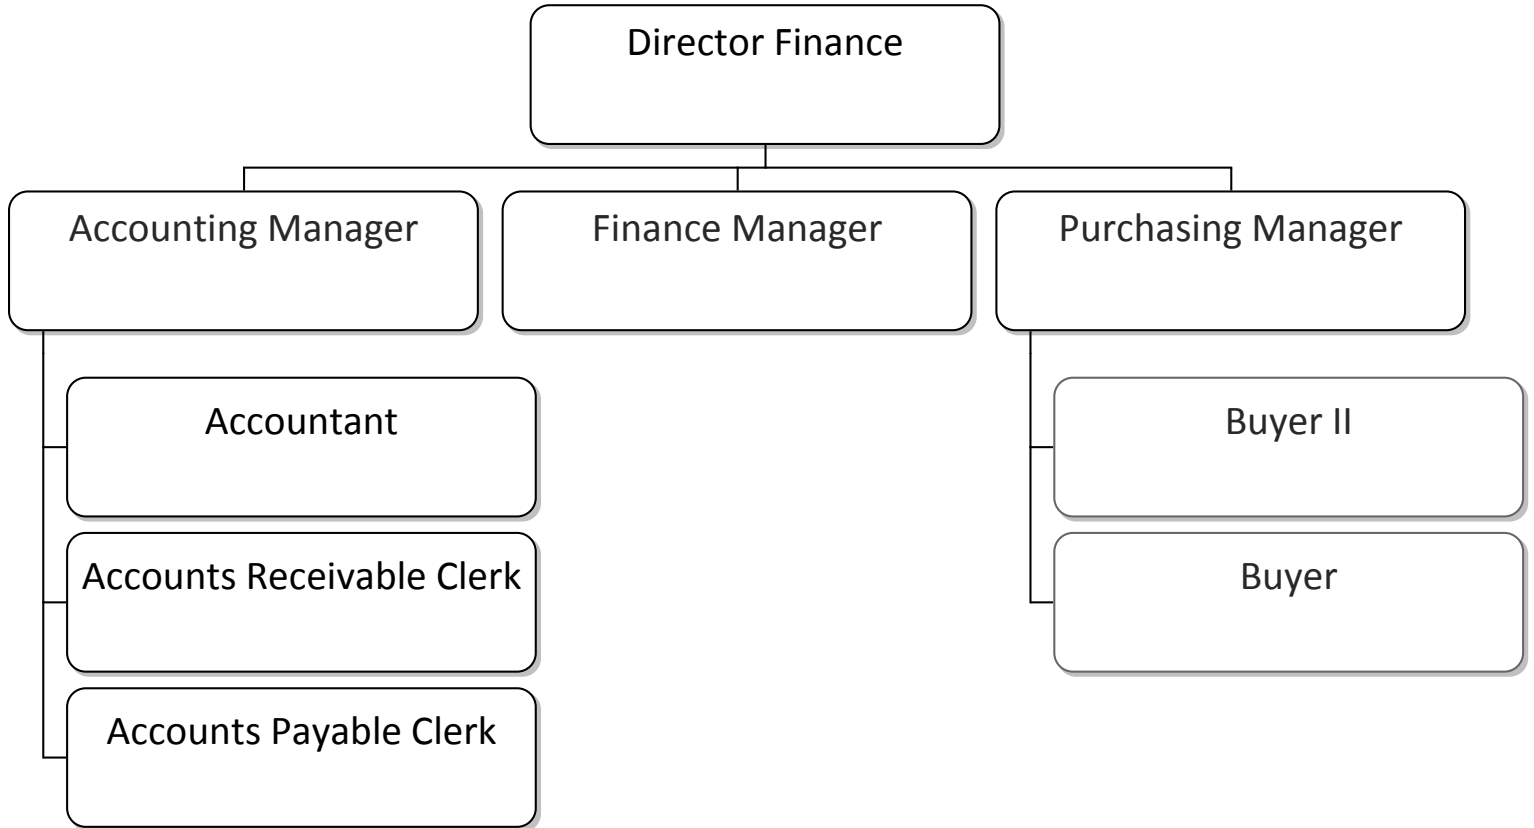 Director Finance
Accounting Manager
Finance Manager
Purchasing Manager
Accountant
Accounts Receivable Clerk
Accounts Payable Clerk
Buyer II
Buyer